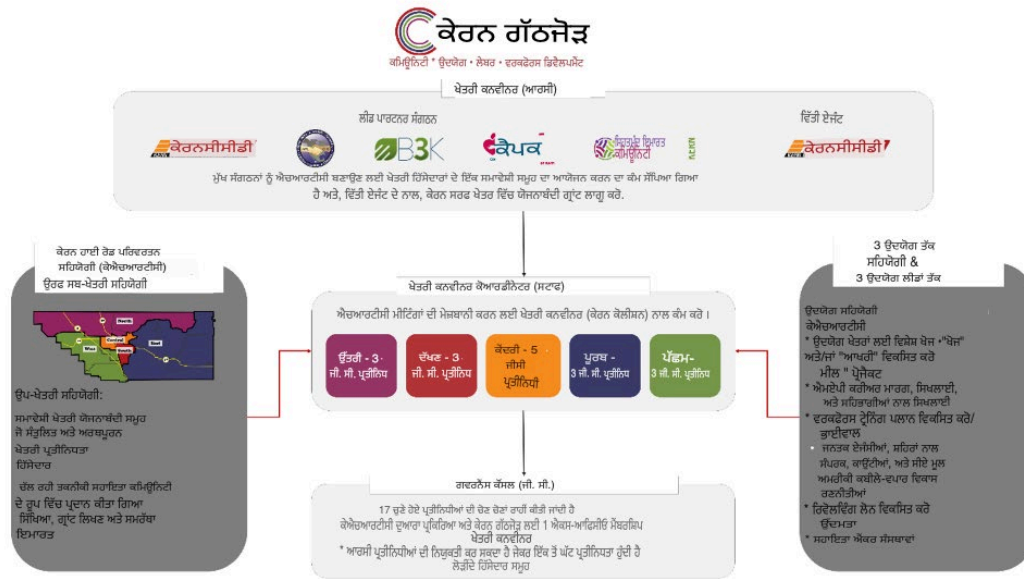 ਕੇਰਨ ਗੱਠਜੋੜ
ਕਮਿਊਨਿਟੀ * ਉਦਯੋਗ • ਲੇਬਰ • ਵਰਕਫੋਰਸ ਡਿਵੈਲਪਮੈਂਟ
ਖੇਤਰੀ ਕਨਵੀਨਰ (ਆਰਸੀ)
ਲੀਡ ਪਾਰਟਨਰ ਸੰਗਠਨ
ਵਿੱਤੀ ਏਜੰਟ
ਕੇਰਨਸੀਸੀਡੀ
B3K
ਕੈਪਕ
ਸਿਹਤਮੰਦ ਇਮਾਰਤ
ਕਮਿਊਨਿਟੀ
ਕੇਰਨਸੀਸੀਡੀ
ਮੁੱਖ ਸੰਗਠਨਾਂ ਨੂੰ ਐਚਆਰਟੀਸੀ ਬਣਾਉਣ ਲਈ ਖੇਤਰੀ ਹਿੱਸੇਦਾਰਾਂ ਦੇ ਇੱਕ ਸਮਾਵੇਸ਼ੀ ਸਮੂਹ ਦਾ ਆਯੋਜਨ ਕਰਨ ਦਾ ਕੰਮ ਸੌਂਪਿਆ ਗਿਆ
ਹੈ ਅਤੇ, ਵਿੱਤੀ ਏਜੰਟ ਦੇ ਨਾਲ, ਕੇਰਨ ਸਰਫ ਖੇਤਰ ਵਿੱਚ ਯੋਜਨਾਬੰਦੀ ਗ੍ਰਾਂਟ ਲਾਗੂ ਕਰੋ.
ਕੇਰਨ ਹਾਈ ਰੋਡ ਪਰਿਵਰਤਨ
ਸਹਿਯੋਗੀ (ਕੇਐਚਆਰਟੀਸੀ)
ਉਰਫ ਸਬ-ਖੇਤਰੀ ਸਹਿਯੋਗੀ
North
Central
West
South
East
ਉਪ-ਖੇਤਰੀ ਸਹਿਯੋਗੀ:
ਸਮਾਵੇਸ਼ੀ ਖੇਤਰੀ ਯੋਜਨਾਬੰਦੀ ਸਮੂਹ
ਜੋ ਸੰਤੁਲਿਤ ਅਤੇ ਅਰਥਪੂਰਨ
ਖੇਤਰੀ ਪ੍ਰਤੀਨਿਧਤਾ
ਹਿੱਸੇਦਾਰ
ਚੱਲ ਰਹੀ ਤਕਨੀਕੀ ਸਹਾਇਤਾ ਕਮਿਊਨਿਟੀ
ਦੇ ਰੂਪ ਵਿੱਚ ਪ੍ਰਦਾਨ ਕੀਤਾ ਗਿਆ
ਸਿੱਖਿਆ, ਗ੍ਰਾਂਟ ਲਿਖਣ ਅਤੇ ਸਮਰੱਥਾ
ਇਮਾਰਤ
ਖੇਤਰੀ ਕਨਵੀਨਰ ਕੋਆਰਡੀਨੇਟਰ (ਸਟਾਫ)
ਐਚਆਰਟੀਸੀ ਮੀਟਿੰਗਾਂ ਦੀ ਮੇਜ਼ਬਾਨੀ ਕਰਨ ਲਈ ਖੇਤਰੀ ਕਨਵੀਨਰ (ਕੇਰਨ ਕੋਲੀਸ਼ਨ) ਨਾਲ ਕੰਮ ਕਰੋ ।
ਉੱਤਰੀ - 3-
ਜੀ. ਸੀ. ਪ੍ਰਤੀਨਿਧ
ਦੱਖਣ - 3
ਜੀ. ਸੀ. ਪ੍ਰਤੀਨਿਧ
ਕੇਂਦਰੀ - 5
ਜੀਸੀ
ਪ੍ਰਤੀਨਿਧੀ
ਪੂਰਬ -
3 ਜੀ.ਸੀ. ਪ੍ਰਤੀਨਿਧ
ਪੱਛਮ -
3 ਜੀ.ਸੀ. ਪ੍ਰਤੀਨਿਧ
ਗਵਰਨੈਂਸ ਕੌਂਸਲ (ਜੀ. ਸੀ.)
17 ਚੁਣੇ ਹੋਏ ਪ੍ਰਤੀਨਿਧੀਆਂ ਦੀ ਚੋਣ ਚੋਣਾਂ ਰਾਹੀਂ ਕੀਤੀ ਜਾਂਦੀ ਹੈ
ਕੇਐਚਆਰਟੀਸੀ ਦੁਆਰਾ ਪ੍ਰਕਿਰਿਆ ਅਤੇ ਕੇਰਨ ਗੱਠਜੋੜ ਲਈ 1 ਐਕਸ-ਆਫਿਸੀਓ ਮੈਂਬਰਸ਼ਿਪ
ਖੇਤਰੀ ਕਨਵੀਨਰ
* ਆਰਸੀ ਪ੍ਰਤੀਨਿਧੀਆਂ ਦੀ ਨਿਯੁਕਤੀ ਕਰ ਸਕਦਾ ਹੈ ਜੇਕਰ ਇੱਕ ਤੋਂ ਘੱਟ ਪ੍ਰਤੀਨਿਧਤਾ ਹੁੰਦੀ ਹੈ
ਲੋੜੀਂਦੇ ਹਿੱਸੇਦਾਰ ਸਮੂਹ
3 ਉਦਯੋਗ ਤੱਕ
ਸਹਿਯੋਗੀ &
3 ਉਦਯੋਗ ਲੀਡਾਂ ਤੱਕ
ਉਦਯੋਗ ਸਹਿਯੋਗੀ
ਕੇਐਚਆਰਟੀਸੀ
* ਉਦਯੋਗ ਖੇਤਰਾਂ ਲਈ ਵਿਸ਼ੇਸ਼ ਖੋਜ •"ਖੋਜ"
ਅਤੇ/ਜਾਂ "ਆਖਰੀ" ਵਿਕਸਿਤ ਕਰੋ
ਮੀਲ " ਪ੍ਰੋਜੈਕਟ
* ਐਮਏਪੀ ਕਰੀਅਰ ਮਾਰਗ, ਸਿਖਲਾਈ,
ਅਤੇ ਸਹਿਭਾਗੀਆਂ ਨਾਲ ਸਿਖਲਾਈ
* ਵਰਕਫੋਰਸ ਟ੍ਰੇਨਿੰਗ ਪਲਾਨ ਵਿਕਸਿਤ ਕਰੋ/
ਭਾਈਵਾਲ
• ਜਨਤਕ ਏਜੰਸੀਆਂ, ਸ਼ਹਿਰਾਂ ਨਾਲ
ਸੰਪਰਕ, ਕਾਉਂਟੀਆਂ, ਅਤੇ ਸੀਏ ਮੂਲ
ਅਮਰੀਕੀ ਕਬੀਲੇ-ਵਪਾਰ ਵਿਕਾਸ
ਰਣਨੀਤੀਆਂ
* ਰਿਵੋਲਵਿੰਗ ਲੋਨ ਵਿਕਸਿਤ ਕਰੋ
ਉੱਦਮਤਾ
* ਸਹਾਇਤਾ ਐਂਕਰ ਸੰਸਥਾਵਾਂ